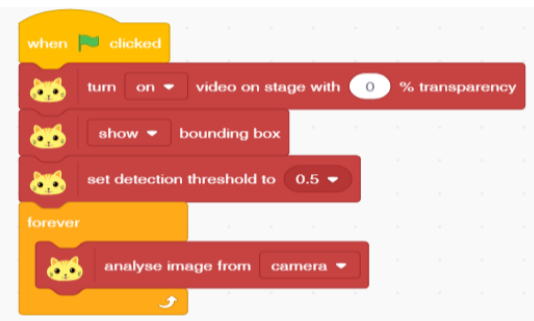 when clicked
turn on video on stage with 0 % transparency
show bounding box
set detection threshold to 0.5
forever
analyse image from camera